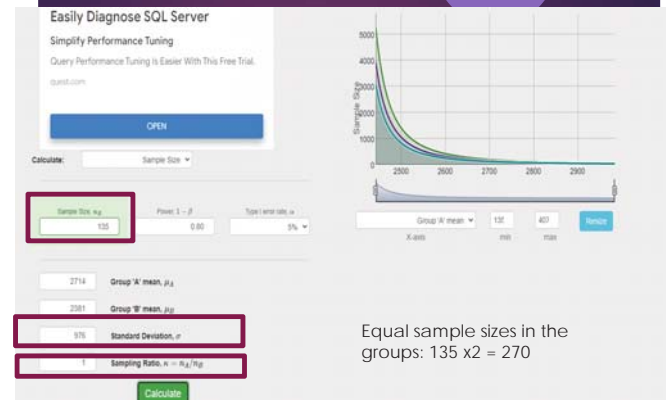 Easily Diagnose SQL Server
Simplify Performance Tuning
Query Performance Tuning is Easier With This Free Trial.
quest.com
OPEN
Calculate: Sample Size
Sample Size, nB
135
Power, 1 − β
0.80
Type I error rate, α
5%
2714 Group 'A' mean, μA
Group 'B' mean, μB
976 Standard Deviation, σ
1 Sampling Ratio, κ = nA/nB
Calculate
Sample Size
5000
4000
3000
2000
1000
0
2500 2600 2700 2800 2900
Group 'A' mean
X-axis
min
max
Resize
Equal sample sizes in the
groups: 135 x2 = 270